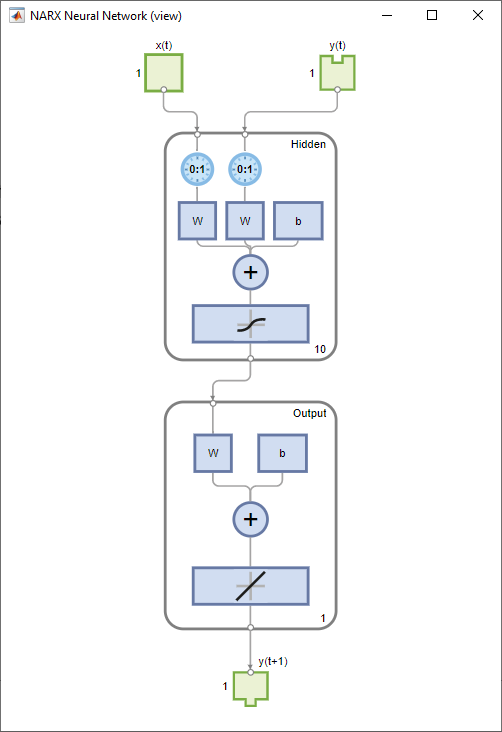 NARX Neural Network (view)
x(t) y(t)
1 1
Hidden
0:1 0:1
W W b
+
10
Output
W b
+
1
y(t+1)
1